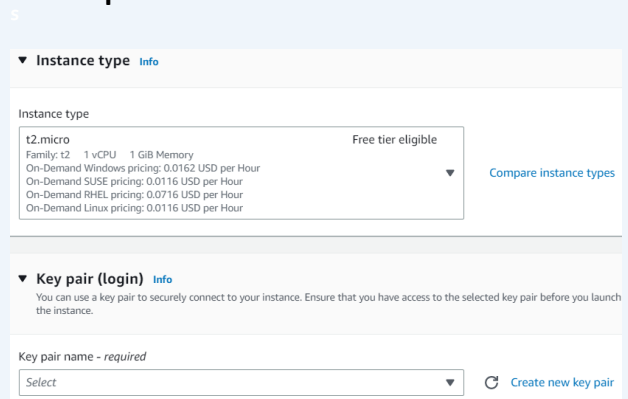 s
▼ Instance type Info
Instance type
t2.micro Free tier eligible
Family: t2 1 vCPU 1 GiB Memory
On-Demand Windows pricing: 0.0162 USD per Hour
On-Demand SUSE pricing: 0.0116 USD per Hour
On-Demand RHEL pricing: 0.0716 USD per Hour
On-Demand Linux pricing: 0.0116 USD per Hour
Compare instance types
▼ Key pair (login) Info
You can use a key pair to securely connect to your instance. Ensure that you have access to the selected key pair before you launch
the instance.
Key pair name - required
Select
Create new key pair